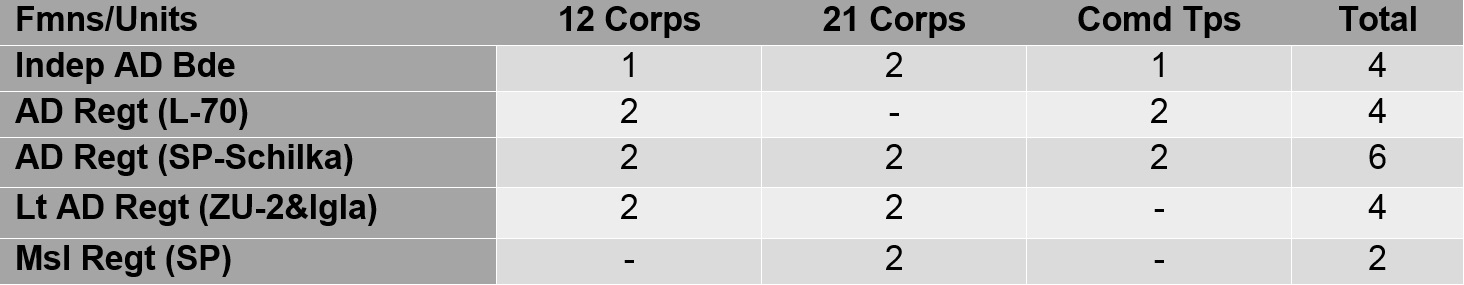 Fmns/Units 12 Corps 21 Corps Comd Tps Total
Indep AD Bde 1 2 1 4
AD Regt (L-70) 2 - 2 4
AD Regt (SP-Schilka) 2 2 2 6
Lt AD Regt (ZU-2&Igla) 2 2 - 4
Msl Regt (SP) - 2 - 2